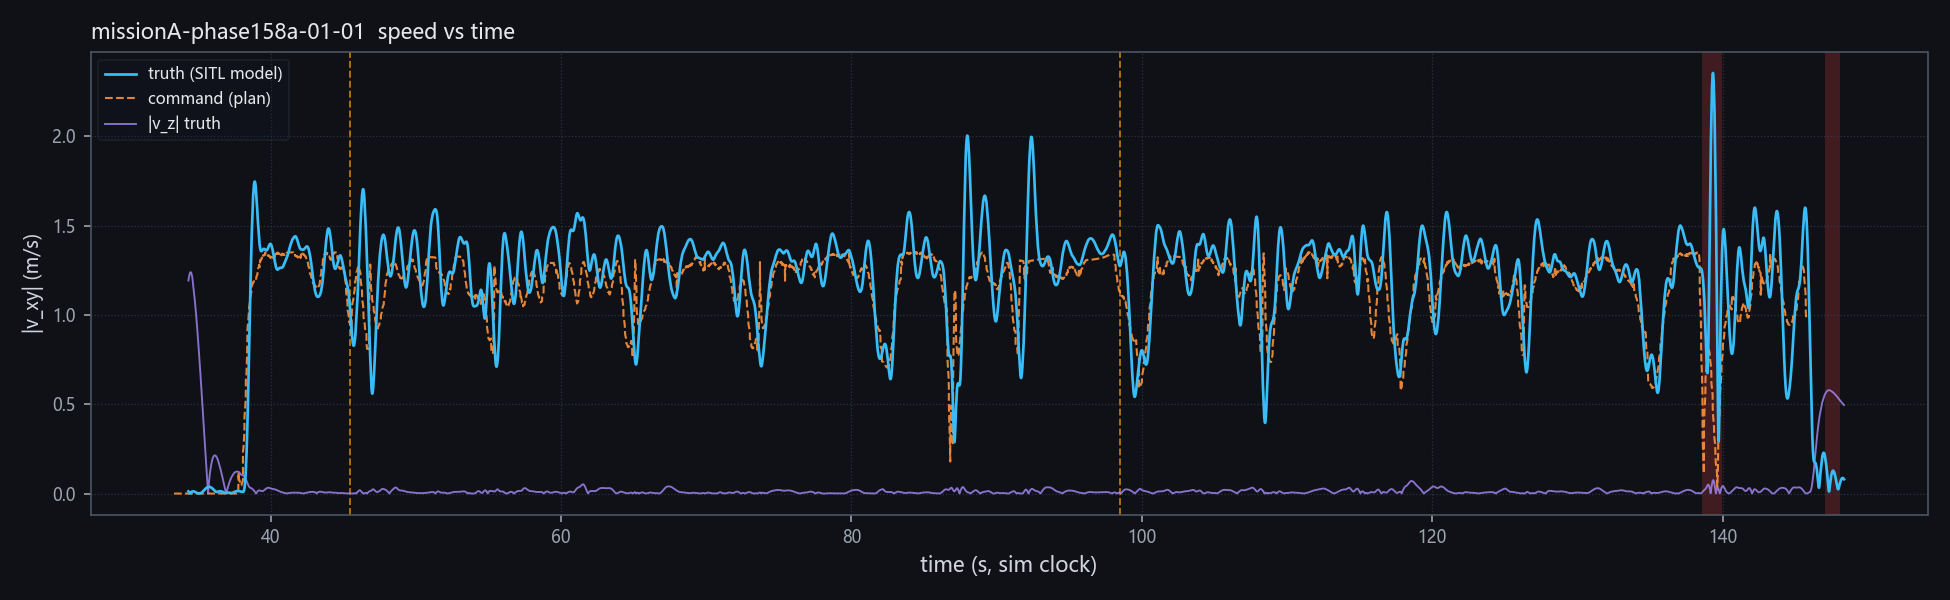 missionA-phase158a-01-01  speed vs time
truth (SITL model)
command (plan)
|v_z| truth
|v_xy| (m/s)
2.0
1.5
1.0
0.5
0.0
40
60
80
100
120
140
time (s, sim clock)